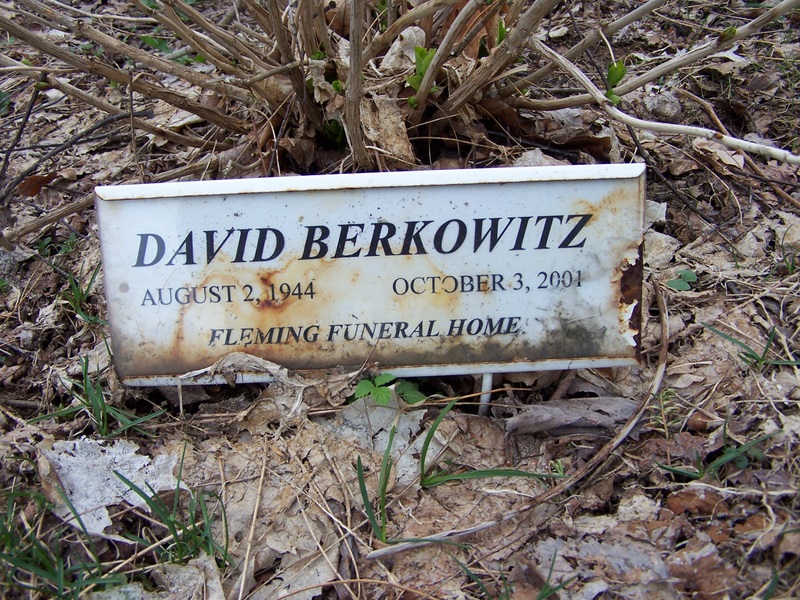 DAVID BERKOWITZ
AUGUST 2, 1944 OCTOBER 3, 2001
FLEMING FUNERAL HOME